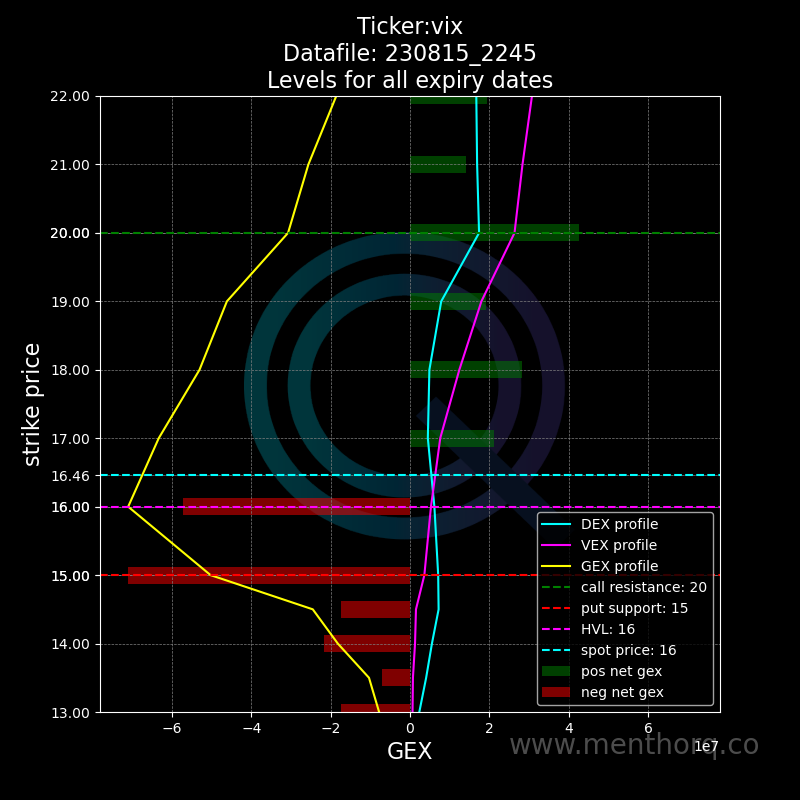 Ticker:vix
Datafile: 230815_2245
Levels for all expiry dates
22.00
21.00
20.00
19.00
18.00
17.00
16.46
16.00
15.00
14.00
13.00
strike price
DEX profile
VEX profile
GEX profile
call resistance: 20
put support: 15
HVL: 16
spot price: 16
pos net gex
neg net gex
−6 −4 −2 0 2 4 6
1e7
GEX
www.menthorq.co